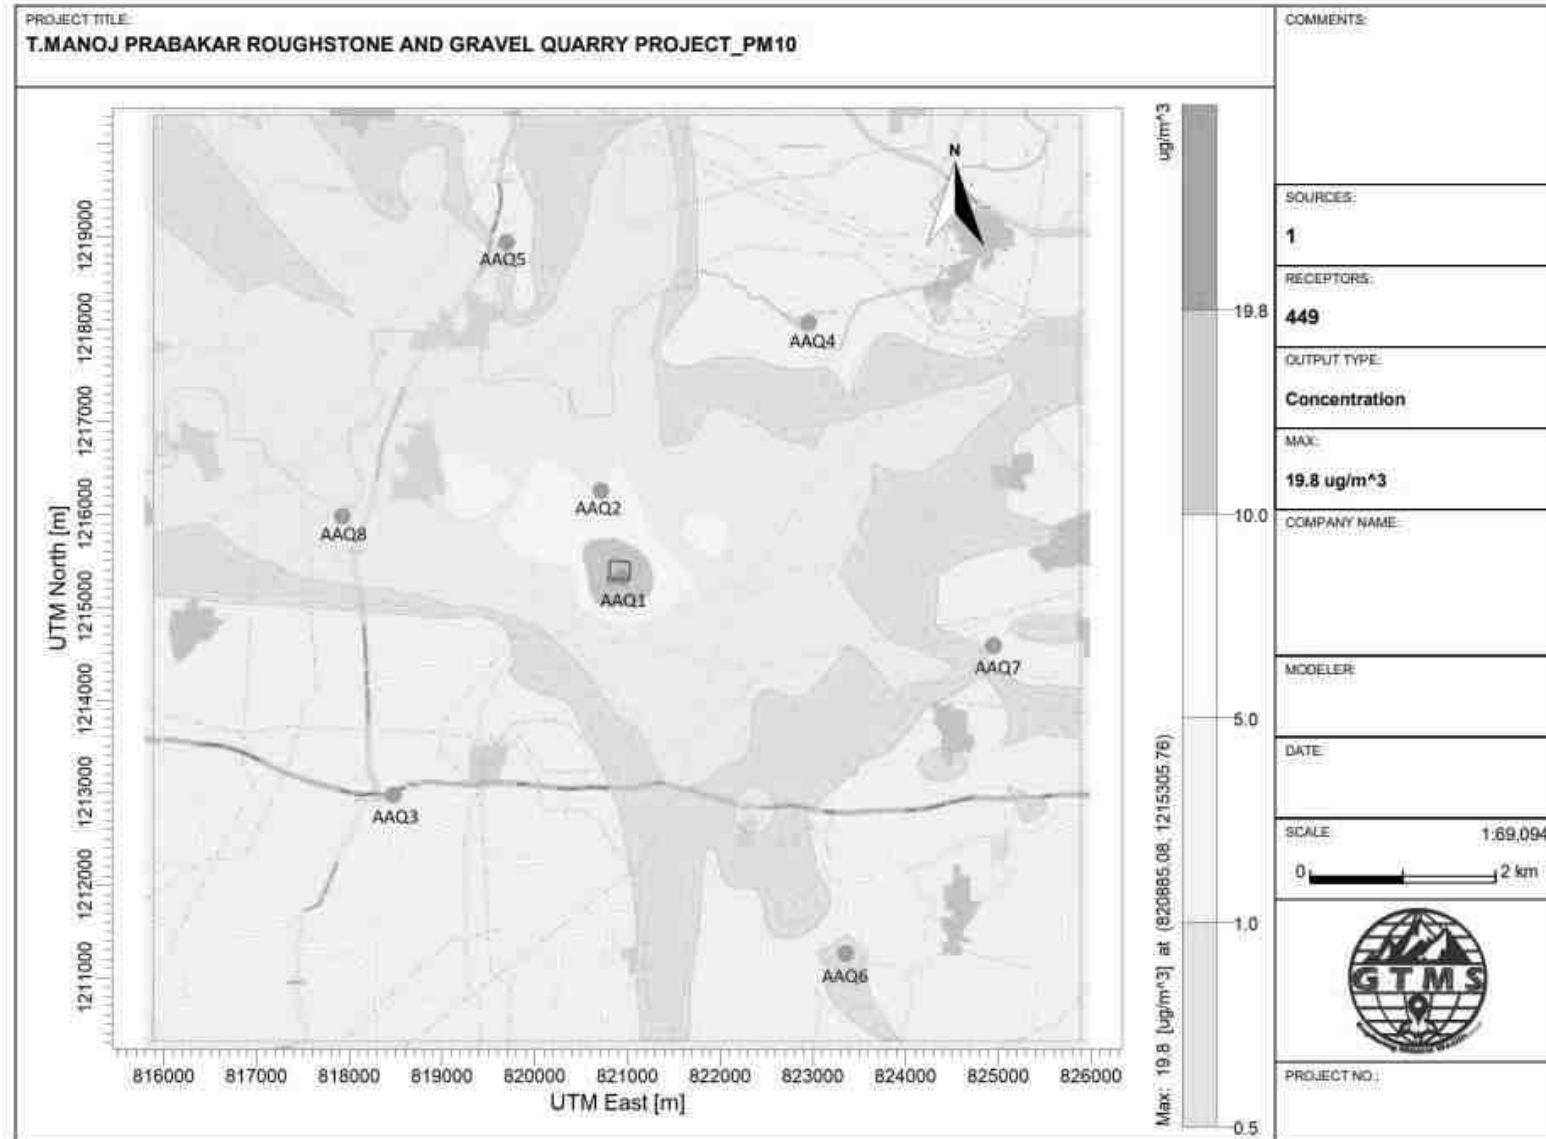 PROJECT TITLE:
T.MANOJ PRABAKAR ROUGHSTONE AND GRAVEL QUARRY PROJECT_PM10
COMMENTS:
SOURCES:
1
RECEPTORS:
449
OUTPUT TYPE:
Concentration
MAX:
19.8 ug/m^3
COMPANY NAME:
MODELER:
DATE:
SCALE: 1:69,094
0 2 km
GTMS
PROJECT NO.:
N
AAQ5
AAQ4
AAQ2
AAQ8
AAQ1
AAQ7
AAQ3
AAQ6
UTM North [m]
1219000
1218000
1217000
1216000
1215000
1214000
1213000
1212000
1211000
816000 817000 818000 819000 820000 821000 822000 823000 824000 825000 826000
UTM East [m]
ug/m^3
19.8
10.0
5.0
1.0
0.5
Max: 19.8 [ug/m^3] at (820885.08, 1215305.76)